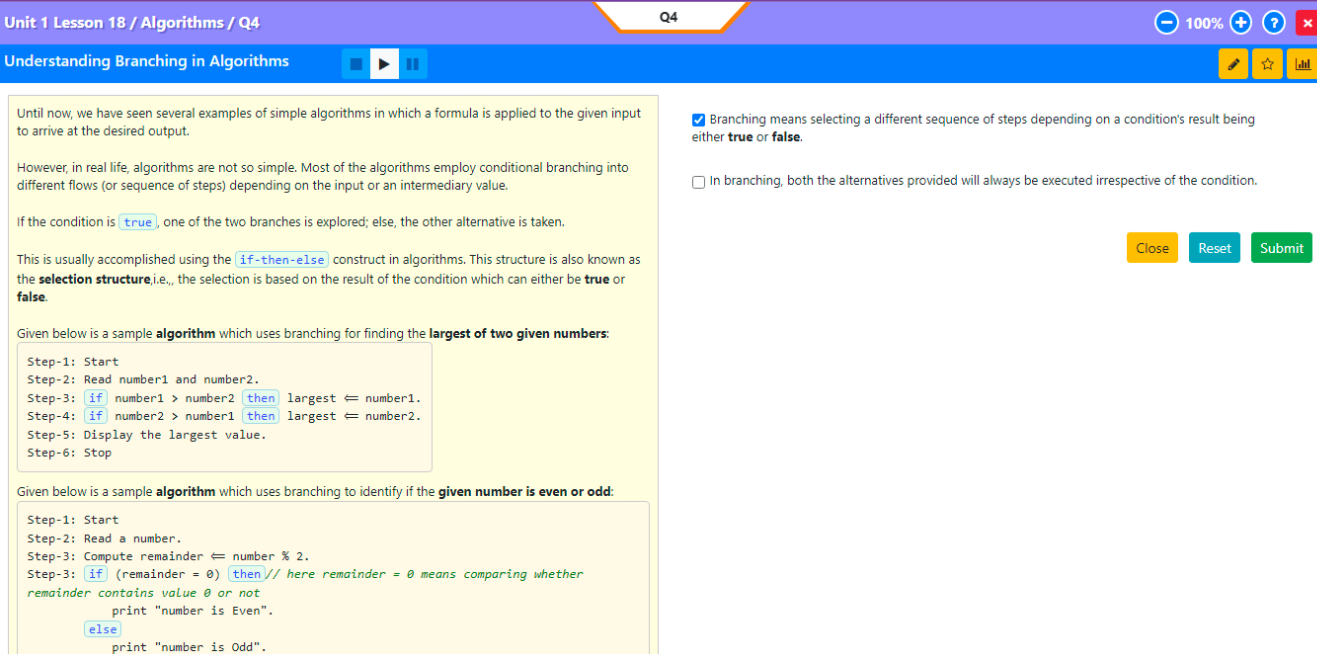 Unit 1 Lesson 18 / Algorithms / Q4
Q4
100%
?
×
Understanding Branching in Algorithms
Until now, we have seen several examples of simple algorithms in which a formula is applied to the given input
to arrive at the desired output.
However, in real life, algorithms are not so simple. Most of the algorithms employ conditional branching into
different flows (or sequence of steps) depending on the input or an intermediary value.
If the condition is true, one of the two branches is explored; else, the other alternative is taken.
This is usually accomplished using the if-then-else construct in algorithms. This structure is also known as
the selection structure,i.e.,, the selection is based on the result of the condition which can either be true or
false.
Given below is a sample algorithm which uses branching for finding the largest of two given numbers:
Step-1: Start
Step-2: Read number1 and number2.
Step-3: if number1 > number2 then largest ⇐ number1.
Step-4: if number2 > number1 then largest ⇐ number2.
Step-5: Display the largest value.
Step-6: Stop
Given below is a sample algorithm which uses branching to identify if the given number is even or odd:
Step-1: Start
Step-2: Read a number.
Step-3: Compute remainder ⇐ number % 2.
Step-3: if (remainder = 0) then// here remainder = 0 means comparing whether
remainder contains value 0 or not
print "number is Even".
else
print "number is Odd".
Branching means selecting a different sequence of steps depending on a condition's result being
either true or false.
In branching, both the alternatives provided will always be executed irrespective of the condition.
Close Reset Submit